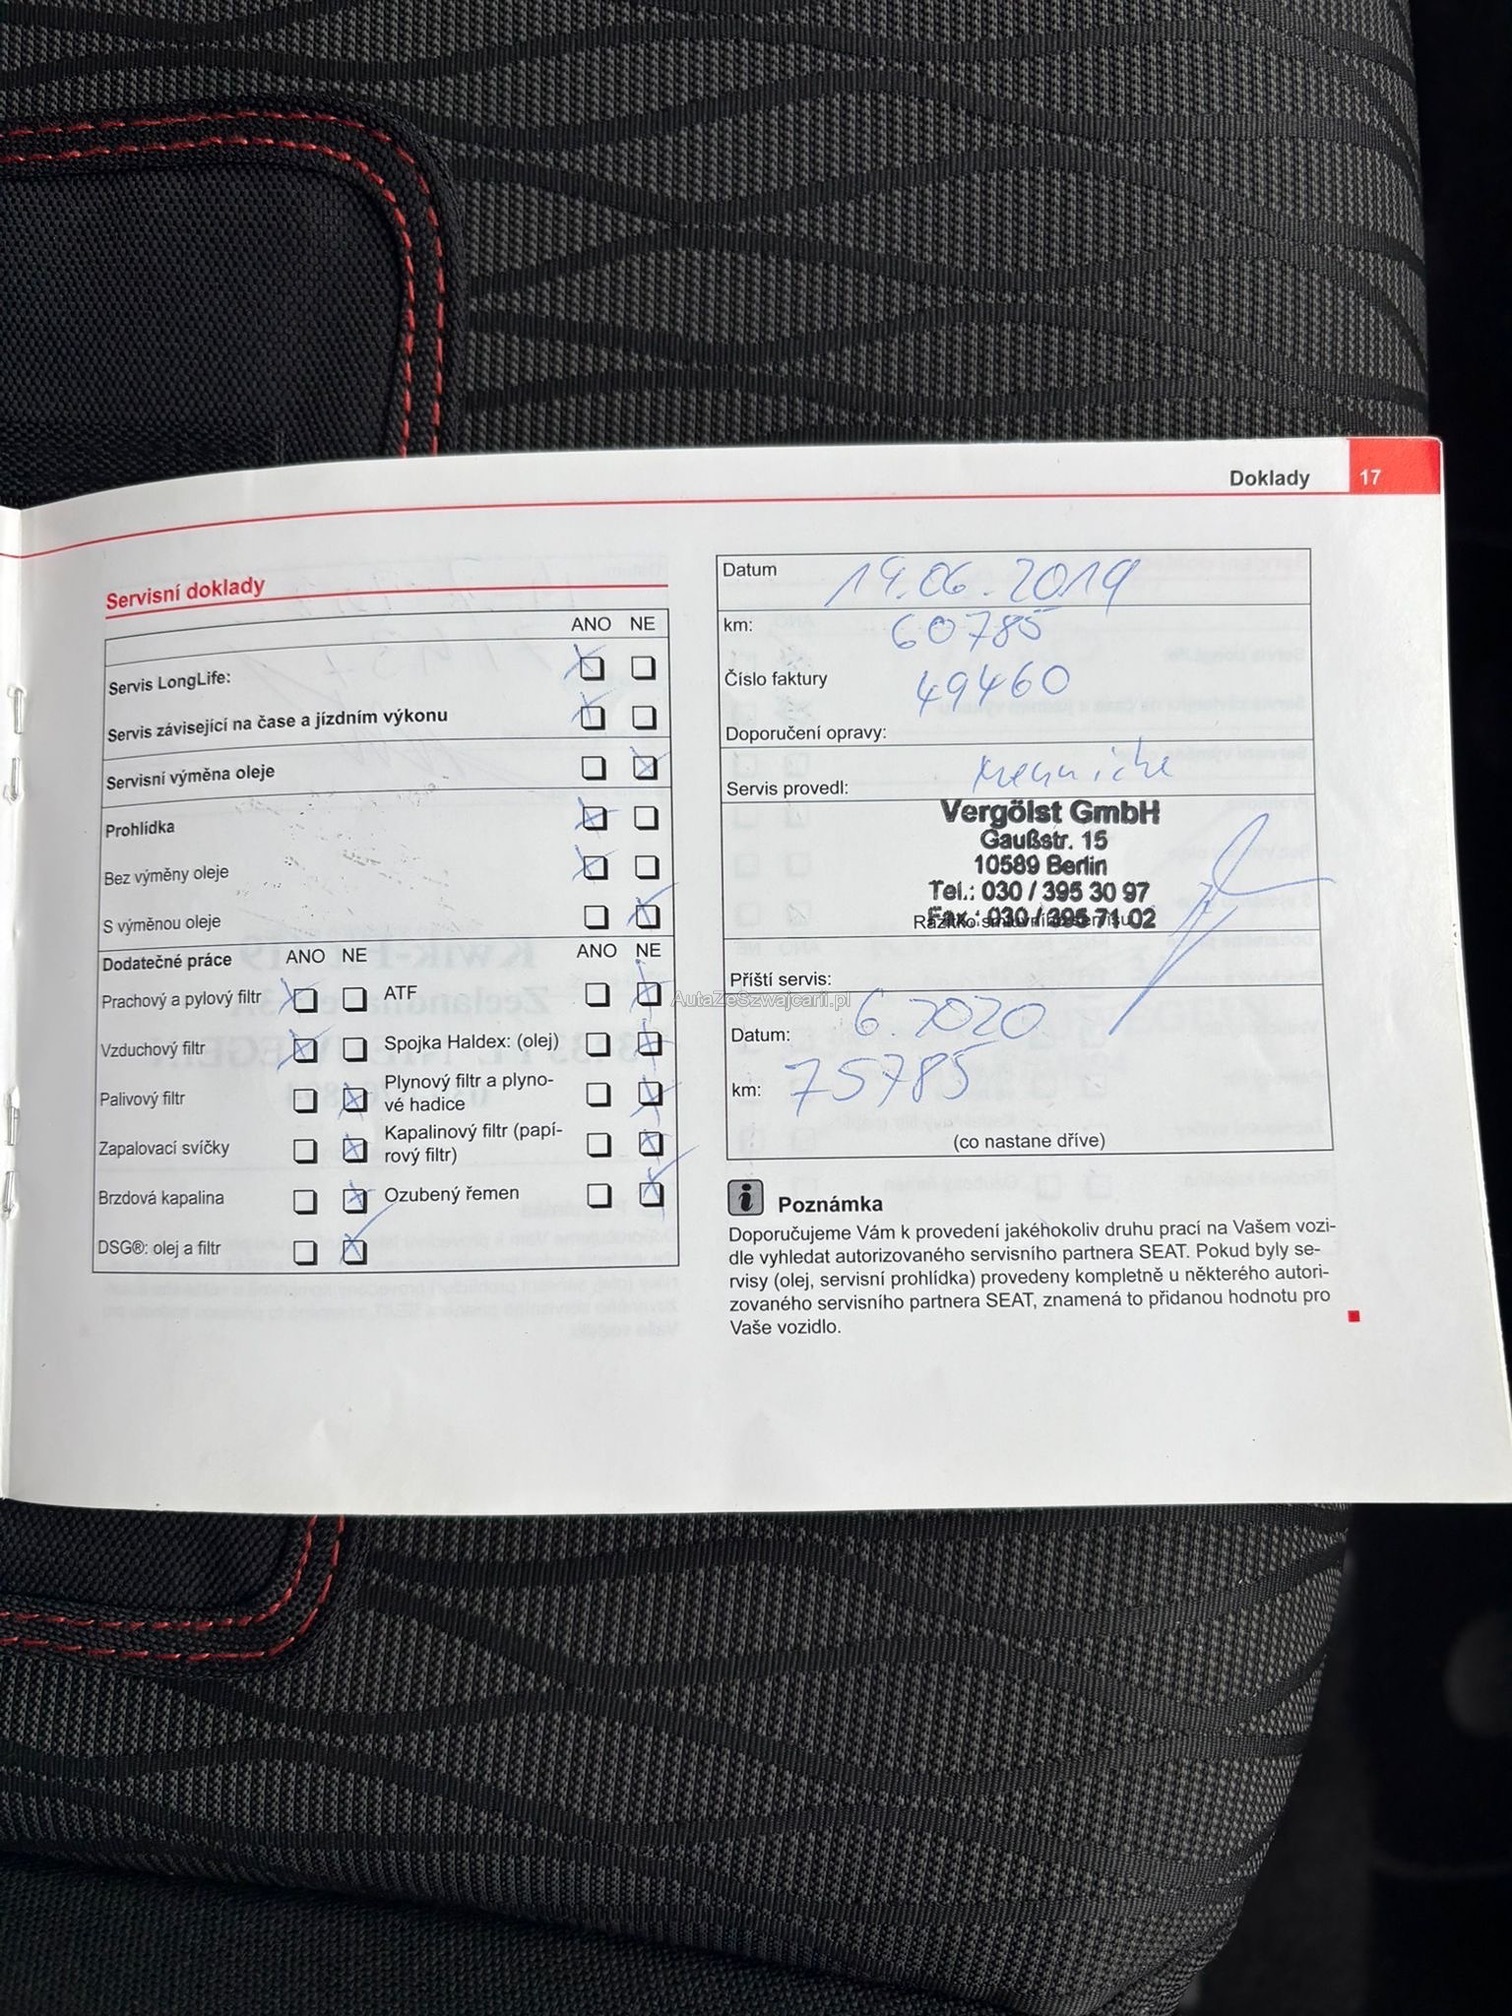 Doklady 17
Servisní doklady
ANO NE
Servis LongLife:
Servis závisející na čase a jízdním výkonu
Servisní výměna oleje
Prohlídka
Bez výměny oleje
S výměnou oleje
Dodatečné práce ANO NE ANO NE
Prachový a pylový filtr ATF
Vzduchový filtr Spojka Haldex: (olej)
Palivový filtr Plynový filtr a plyno-
vé hadice
Zapalovací svíčky Kapalinový filtr (papí-
rový filtr)
Brzdová kapalina Ozubený řemen
DSG®: olej a filtr
Datum 19.06.2019
km: 60785
Číslo faktury 49460
Doporučení opravy:
Servis provedl:
Vergölst GmbH
Gaußstr. 15
10589 Berlin
Tel.: 030 / 395 30 97
Fax.: 030 / 395 71 02
Razítko smluvního servisu
Příští servis:
AutaZeSzwajcarii.pl
Datum: 6.2020
km: 75785
(co nastane dříve)
i Poznámka
Doporučujeme Vám k provedení jakéhokoliv druhu prací na Vašem vozi-
dle vyhledat autorizovaného servisního partnera SEAT. Pokud byly se-
rvisy (olej, servisní prohlídka) provedeny kompletně u některého autori-
zovaného servisního partnera SEAT, znamená to přidanou hodnotu pro
Vaše vozidlo.